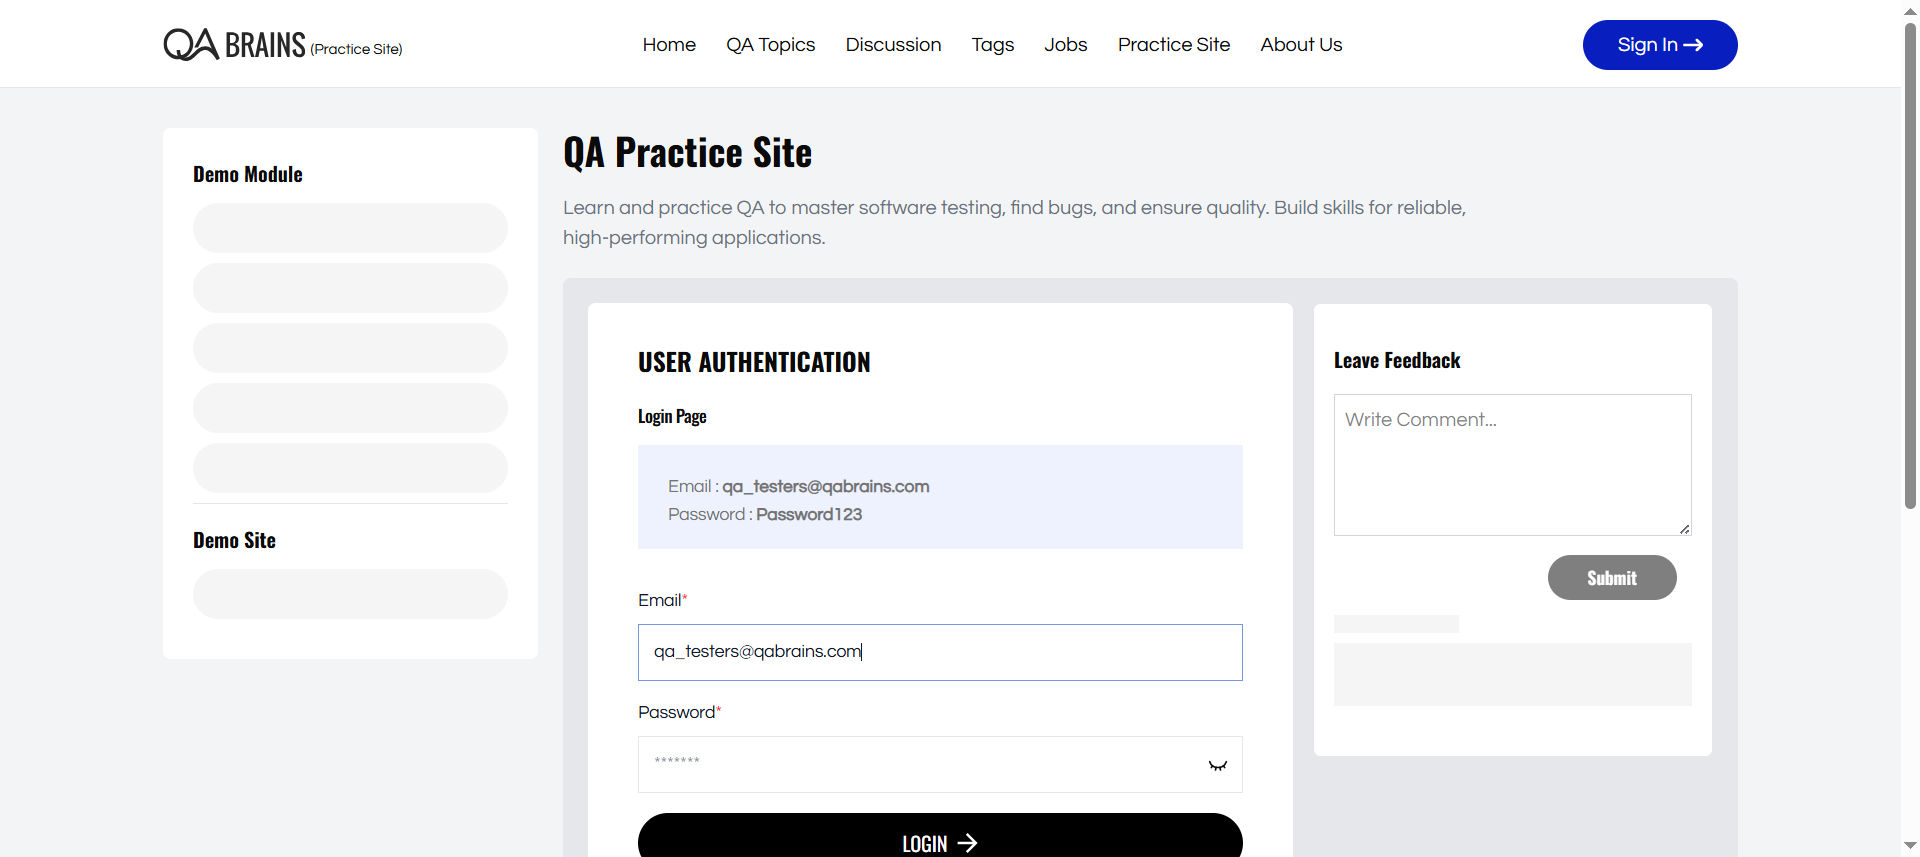 QA BRAINS (Practice Site)
Home QA Topics Discussion Tags Jobs Practice Site About Us
Sign In
Demo Module
Demo Site
QA Practice Site
Learn and practice QA to master software testing, find bugs, and ensure quality. Build skills for reliable,
high-performing applications.
USER AUTHENTICATION
Login Page
Email : qa_testers@qabrains.com
Password : Password123
Email*
qa_testers@qabrains.com
Password*
*******
LOGIN
Leave Feedback
Write Comment...
Submit